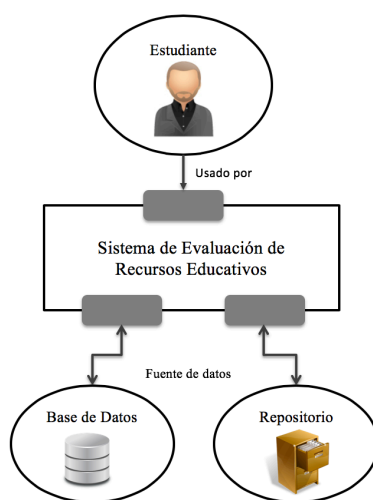 Estudiante
Usado por
Sistema de Evaluación de
Recursos Educativos
Fuente de datos
Base de Datos
Repositorio